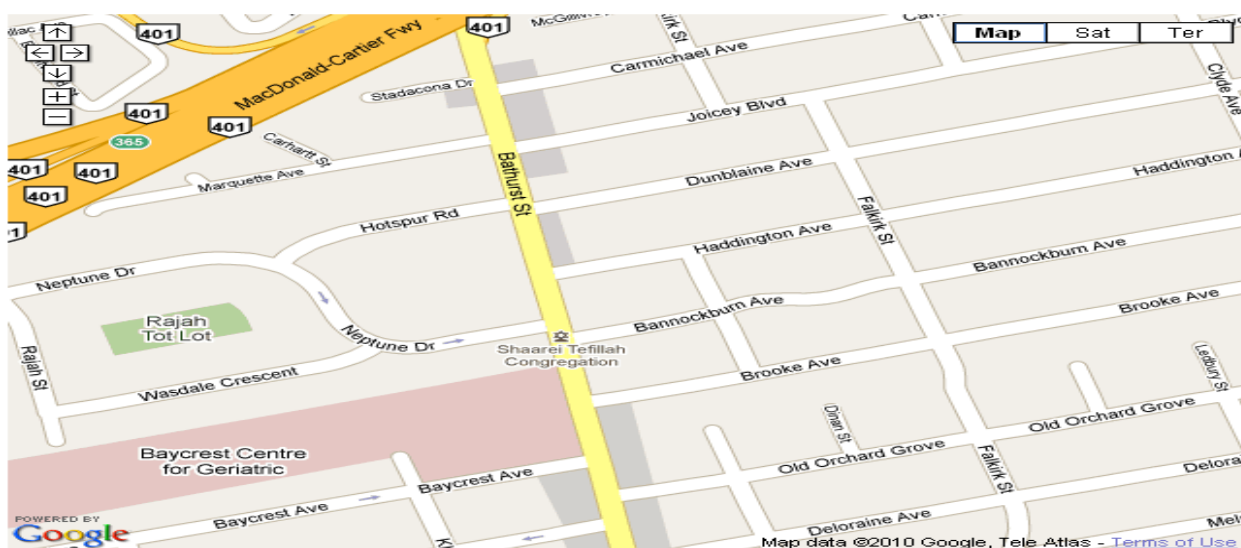 McGillivray
401
401
Map
Sat
Ter
MacDonald-Cartier Fwy
Carmichael Ave
Stadacona Dr
Clyde Ave
401
Joicey Blvd
365
Carhartt St
401
401
401
Marquette Ave
Bathurst St
Dunblaine Ave
Haddington A
Hotspur Rd
Falkirk St
Haddington Ave
Neptune Dr
Bannockburn Ave
Rajah
Tot Lot
Bannockburn Ave
Brooke Ave
Neptune Dr
Shaarei Tefillah
Congregation
Rajah St
Wasdale Crescent
Brooke Ave
Ledbury St
Dinan St
Old Orchard Grove
Baycrest Centre
for Geriatric
Old Orchard Grove
Baycrest Ave
Falkirk St
Delora
Baycrest Ave
Deloraine Ave
Mel
POWERED BY
Google
Map data ©2010 Google, Tele Atlas - Terms of Use